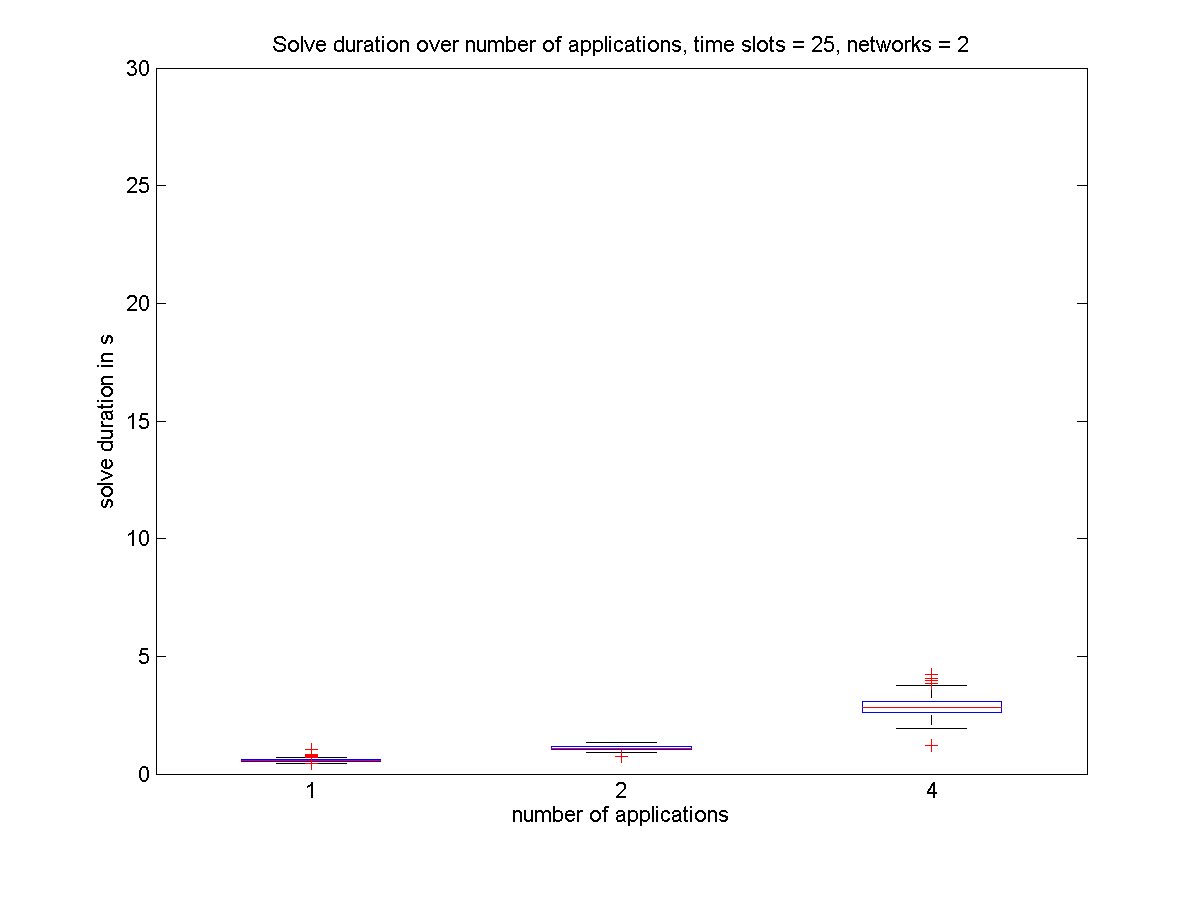 Solve duration over number of applications, time slots = 25, networks = 2
30
25
20
15
10
5
0
solve duration in s
1 2 4
number of applications